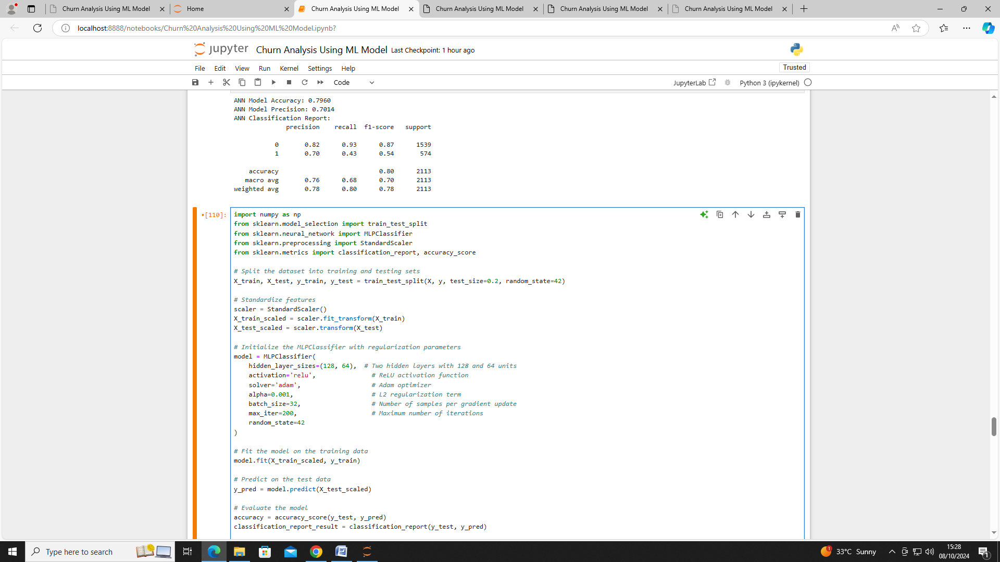 Churn Analysis Using ML Model
Home
Churn Analysis Using ML Model
Churn Analysis Using ML Model
Churn Analysis Using ML Model
Churn Analysis Using ML Model
localhost:8888/notebooks/Churn%20Analysis%20Using%20ML%20Model.ipynb?
jupyter Churn Analysis Using ML Model Last Checkpoint: 1 hour ago
File Edit View Run Kernel Settings Help
Trusted
Code
JupyterLab
Python 3 (ipykernel)
ANN Model Accuracy: 0.7960
ANN Model Precision: 0.7014
ANN Classification Report:
precision recall f1-score support
0 0.82 0.93 0.87 1539
1 0.70 0.43 0.54 574
accuracy 0.80 2113
macro avg 0.76 0.68 0.70 2113
weighted avg 0.78 0.80 0.78 2113
•[110]:
import numpy as np
from sklearn.model_selection import train_test_split
from sklearn.neural_network import MLPClassifier
from sklearn.preprocessing import StandardScaler
from sklearn.metrics import classification_report, accuracy_score
# Split the dataset into training and testing sets
X_train, X_test, y_train, y_test = train_test_split(X, y, test_size=0.2, random_state=42)
# Standardize features
scaler = StandardScaler()
X_train_scaled = scaler.fit_transform(X_train)
X_test_scaled = scaler.transform(X_test)
# Initialize the MLPClassifier with regularization parameters
model = MLPClassifier(
hidden_layer_sizes=(128, 64), # Two hidden layers with 128 and 64 units
activation='relu', # ReLU activation function
solver='adam', # Adam optimizer
alpha=0.001, # L2 regularization term
batch_size=32, # Number of samples per gradient update
max_iter=200, # Maximum number of iterations
random_state=42
)
# Fit the model on the training data
model.fit(X_train_scaled, y_train)
# Predict on the test data
y_pred = model.predict(X_test_scaled)
# Evaluate the model
accuracy = accuracy_score(y_test, y_pred)
classification_report_result = classification_report(y_test, y_pred)
Type here to search
33°C Sunny
15:28
08/10/2024